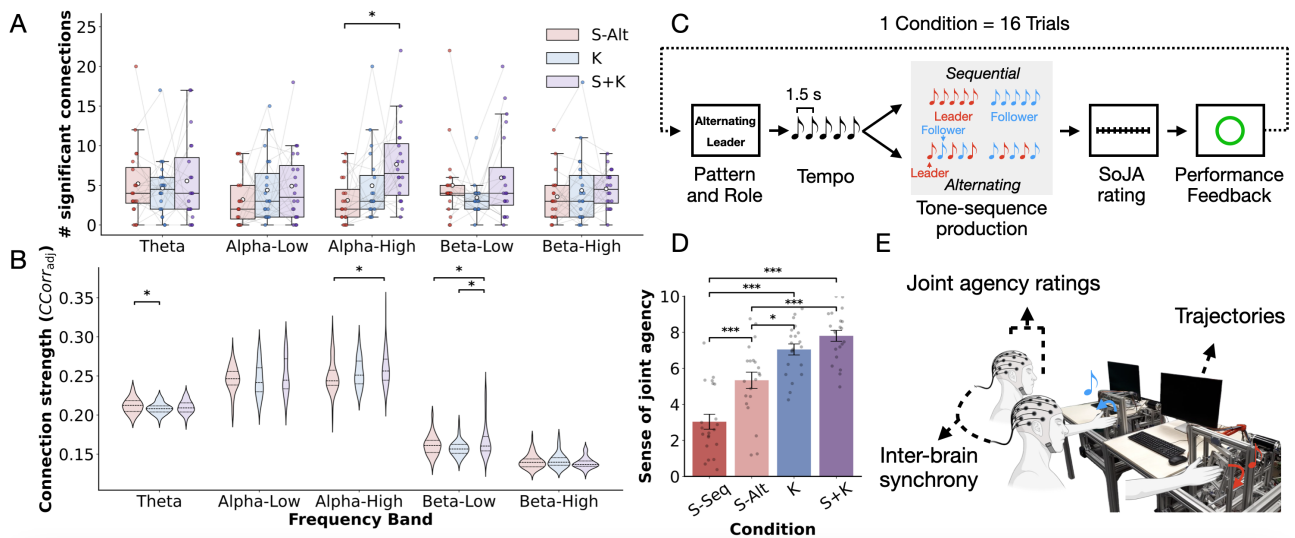 A
# significant connections
25
20
15
10
5
0
*
S-Alt
K
S+K
Theta
Alpha-Low
Alpha-High
Beta-Low
Beta-High
B
Connection strength (CCorr_adj)
0.35
0.30
0.25
0.20
0.15
*
*
*
*
Theta
Alpha-Low
Alpha-High
Beta-Low
Beta-High
Frequency Band
C
1 Condition = 16 Trials
Alternating
Leader
Pattern
and Role
1.5 s
Tempo
Sequential
Leader
Follower
Follower
Leader
Alternating
Tone-sequence
production
SoJA
rating
Performance
Feedback
D
Sense of joint agency
10
8
6
4
2
0
***
***
***
*
***
S-Seq
S-Alt
K
S+K
Condition
E
Joint agency ratings
Trajectories
Inter-brain
synchrony